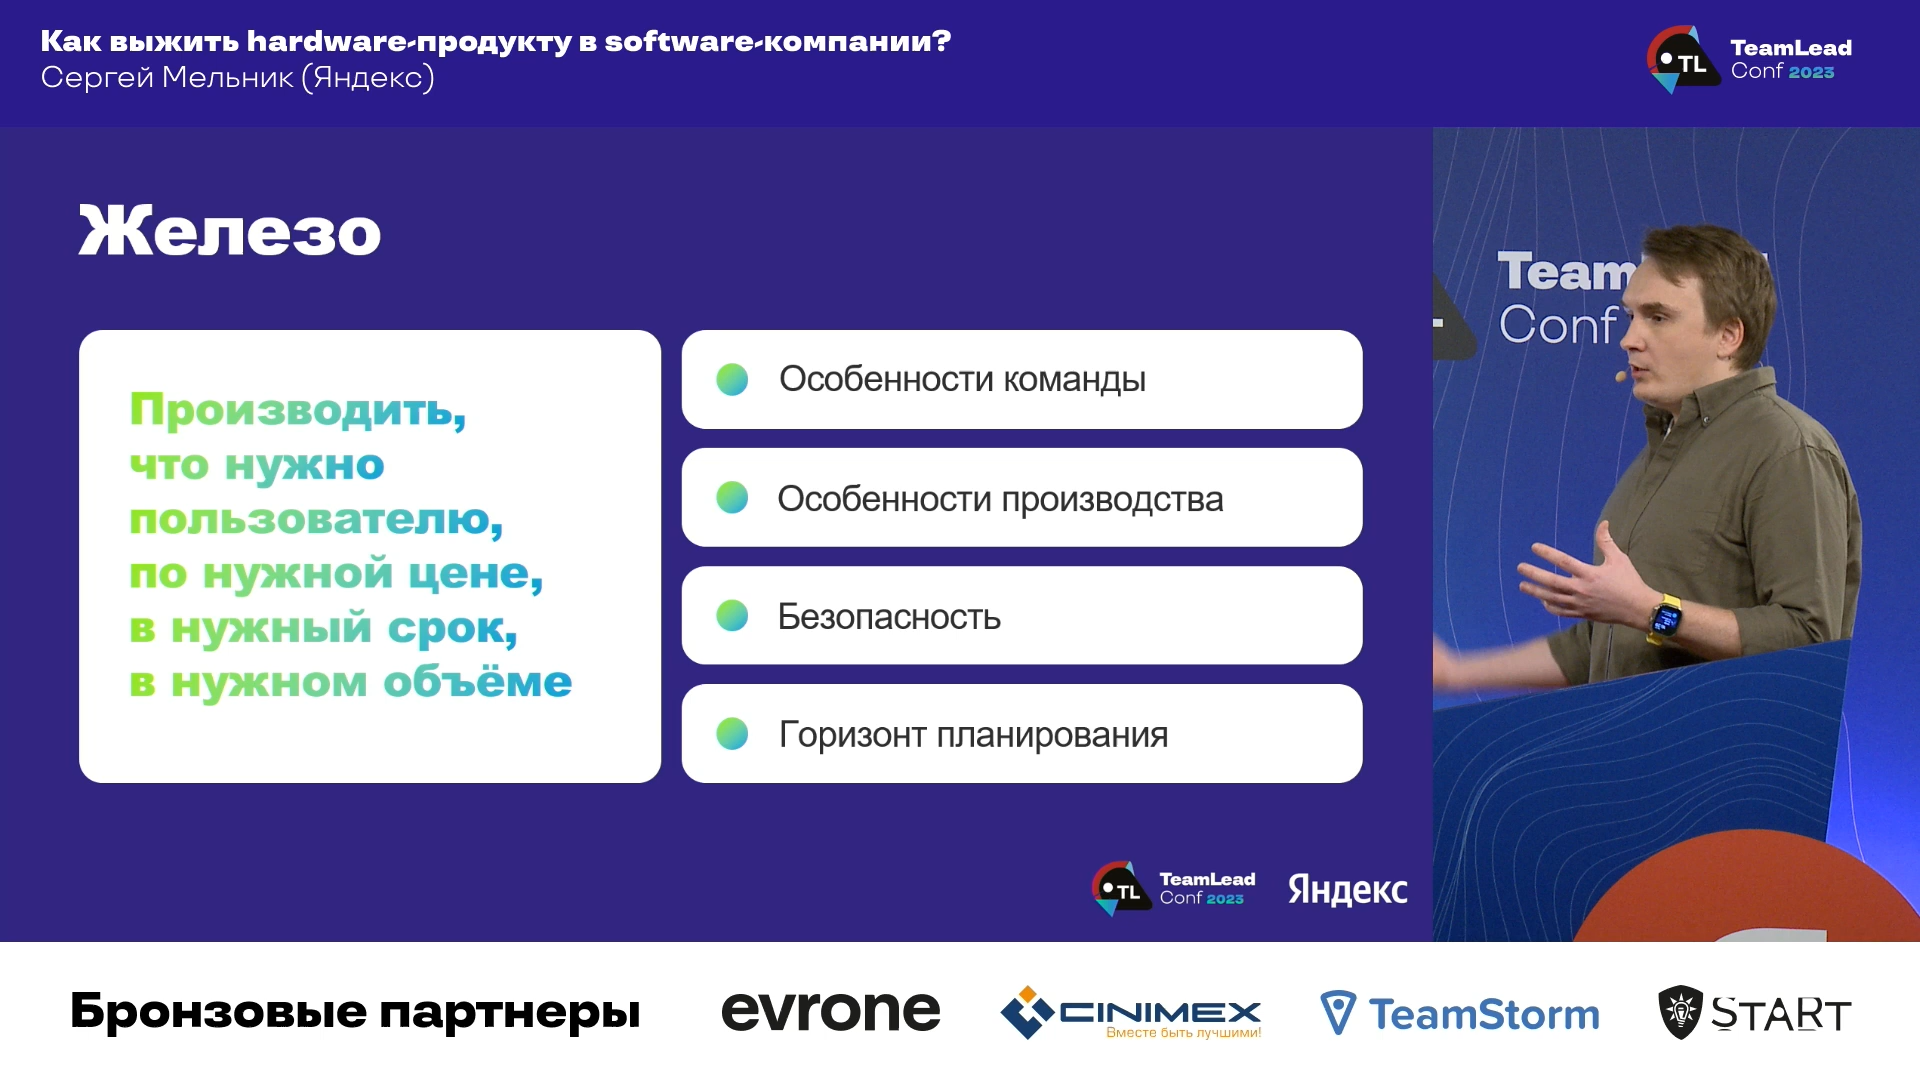 Как выжить hardware-продукту в software-компании?
Сергей Мельник (Яндекс)
TL
TeamLead
Conf 2023
Железо
Производить,
что нужно
пользователю,
по нужной цене,
в нужный срок,
в нужном объёме
Особенности команды
Особенности производства
Безопасность
Горизонт планирования
Team
Conf
TL
TeamLead
Conf 2023
Яндекс
Бронзовые партнеры
evrone
CINIMEX
Вместе быть лучшими!
TeamStorm
START